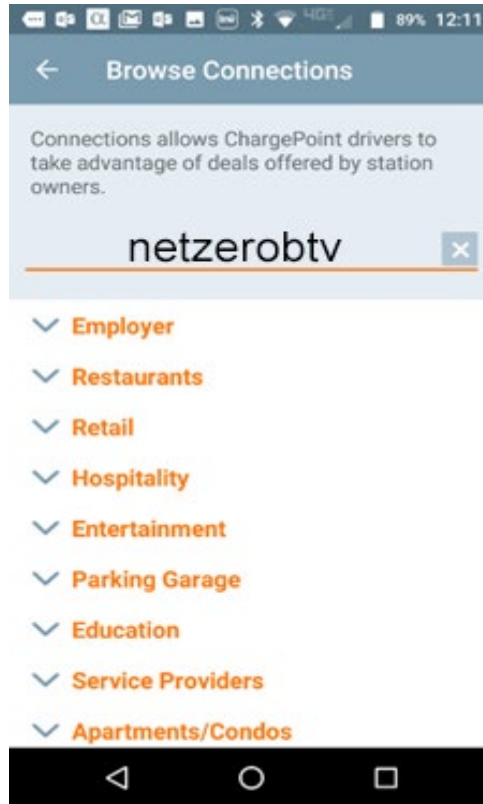 4G 89% 12:11
Browse Connections
Connections allows ChargePoint drivers to
take advantage of deals offered by station
owners.
netzerobtv
Employer
Restaurants
Retail
Hospitality
Entertainment
Parking Garage
Education
Service Providers
Apartments/Condos